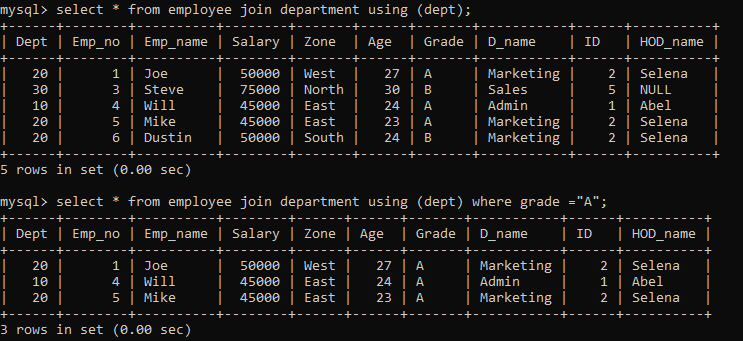 mysql> select * from employee join department using (dept);
+------+--------+----------+--------+-------+------+-------+-----------+------+----------+
| Dept | Emp_no | Emp_name | Salary | Zone  | Age  | Grade | D_name    | ID   | HOD_name |
+------+--------+----------+--------+-------+------+-------+-----------+------+----------+
|   20 |      1 | Joe      |  50000 | West  |   27 | A     | Marketing |    2 | Selena   |
|   30 |      3 | Steve    |  75000 | North |   30 | B     | Sales     |    5 | NULL     |
|   10 |      4 | Will     |  45000 | East  |   24 | A     | Admin     |    1 | Abel     |
|   20 |      5 | Mike     |  45000 | East  |   23 | A     | Marketing |    2 | Selena   |
|   20 |      6 | Dustin   |  50000 | South |   24 | B     | Marketing |    2 | Selena   |
+------+--------+----------+--------+-------+------+-------+-----------+------+----------+
5 rows in set (0.00 sec)
mysql> select * from employee join department using (dept) where grade ="A";
+------+--------+----------+--------+------+------+-------+-----------+------+----------+
| Dept | Emp_no | Emp_name | Salary | Zone | Age  | Grade | D_name    | ID   | HOD_name |
+------+--------+----------+--------+------+------+-------+-----------+------+----------+
|   20 |      1 | Joe      |  50000 | West |   27 | A     | Marketing |    2 | Selena   |
|   10 |      4 | Will     |  45000 | East |   24 | A     | Admin     |    1 | Abel     |
|   20 |      5 | Mike     |  45000 | East |   23 | A     | Marketing |    2 | Selena   |
+------+--------+----------+--------+------+------+-------+-----------+------+----------+
3 rows in set (0.00 sec)